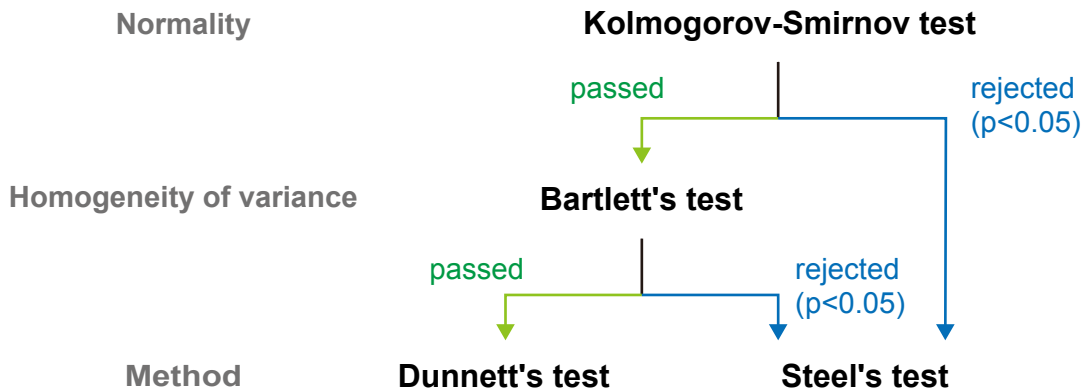 Normality
Kolmogorov-Smirnov test
passed
rejected
(p<0.05)
Homogeneity of variance
Bartlett's test
passed
rejected
(p<0.05)
Method
Dunnett's test
Steel's test